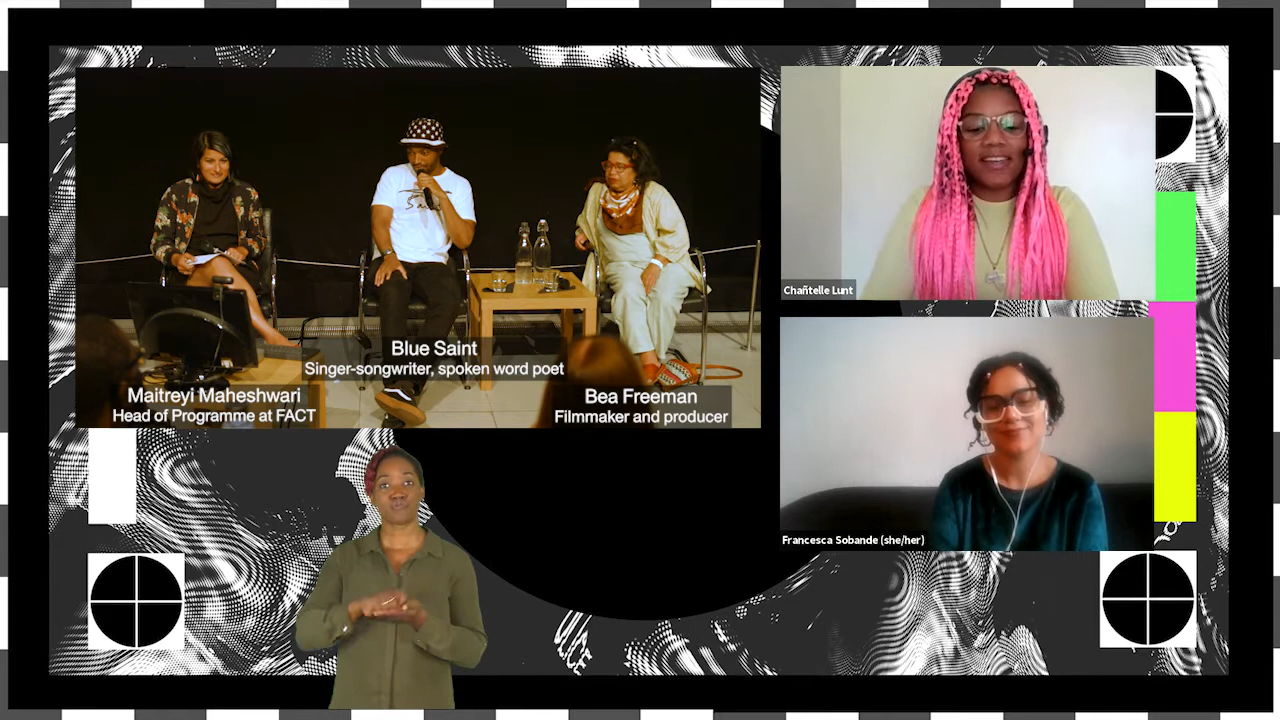 Blue Saint
Singer-songwriter, spoken word poet
Maitreyi Maheshwari
Head of Programme at FACT
Bea Freeman
Filmmaker and producer
Chañtelle Lunt
Francesca Sobande (she/her)